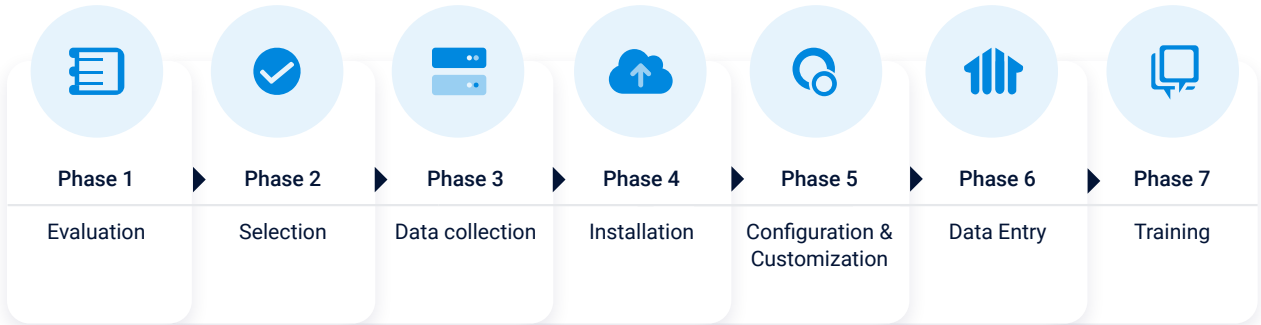 Phase 1
Evaluation
Phase 2
Selection
Phase 3
Data collection
Phase 4
Installation
Phase 5
Configuration &
Customization
Phase 6
Data Entry
Phase 7
Training